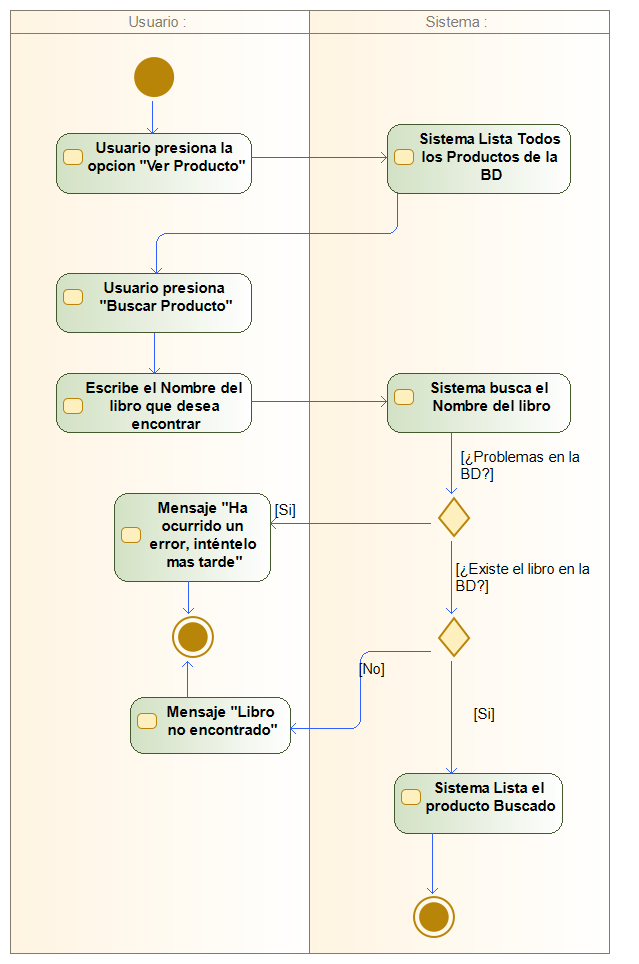 Usuario :
Sistema :
Usuario presiona la
opcion "Ver Producto"
Sistema Lista Todos
los Productos de la
BD
Usuario presiona
"Buscar Producto"
Escribe el Nombre del
libro que desea
encontrar
Sistema busca el
Nombre del libro
[¿Problemas en la
BD?]
[Si]
Mensaje "Ha
ocurrido un
error, inténtelo
mas tarde"
[¿Existe el libro en la
BD?]
[No]
Mensaje "Libro
no encontrado"
[Si]
Sistema Lista el
producto Buscado